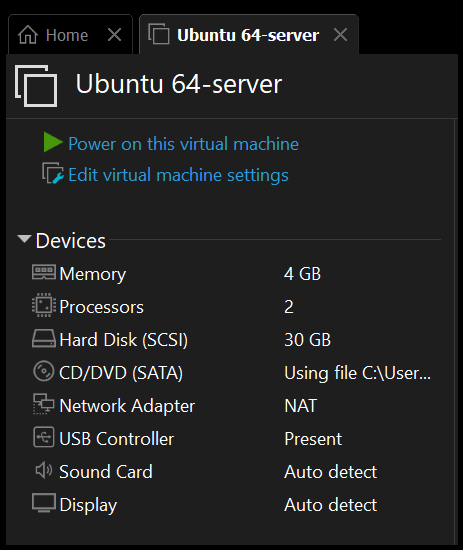 Home
Ubuntu 64-server
Ubuntu 64-server
Power on this virtual machine
Edit virtual machine settings
Devices
Memory 4 GB
Processors 2
Hard Disk (SCSI) 30 GB
CD/DVD (SATA) Using file C:\User...
Network Adapter NAT
USB Controller Present
Sound Card Auto detect
Display Auto detect